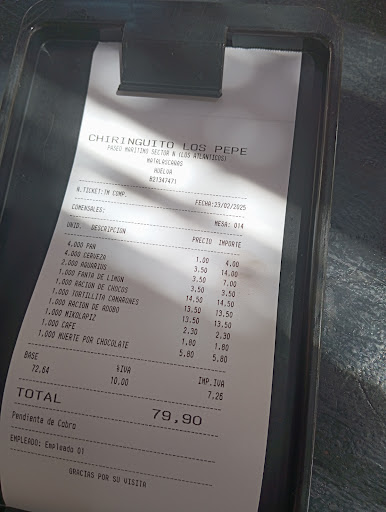 CHIRINGUITO LOS PEPE
PASEO MARITIMO SECTOR N (LOS ATLANTICOS)
MATALASCAÑAS
HUELVA
B21347471
N.TICKET:TM COMP. FECHA:23/02/2025
COMENSALES: MESA: 014
UNID. DESCRIPCION PRECIO IMPORTE
4,000 PAN 1.00 4.00
4,000 CERVEZA 3.50 14.00
2,000 AQUARIUS 3.50 7.00
1,000 FANTA DE LIMON 3.50 3.50
1,000 RACION DE CHOCOS 14.50 14.50
1,000 TORTILLITA CAMARONES 13.50 13.50
1,000 RACION DE ADOBO 13.50 13.50
1,000 MIKOLAPIZ 2.30 2.30
1,000 CAFE 1.80 1.80
1,000 MUERTE POR CHOCOLATE 5.80 5.80
BASE %IVA IMP.IVA
72.64 10.00 7.26
TOTAL 79,90
Pendiente de Cobro
EMPLEADO: Empleado 01
GRACIAS POR SU VISITA